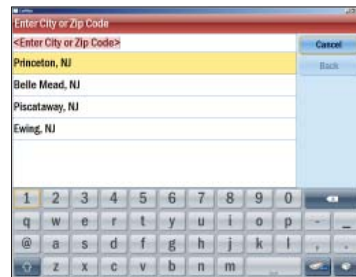 Enter City or Zip Code
<Enter City or Zip Code>
Cancel
Princeton, NJ
Back
Belle Mead, NJ
Piscataway, NJ
Ewing, NJ
1 2 3 4 5 6 7 8 9 0
q w e r t y u i o p - _
@ a s d f g h j k l , .
z x c v b n m